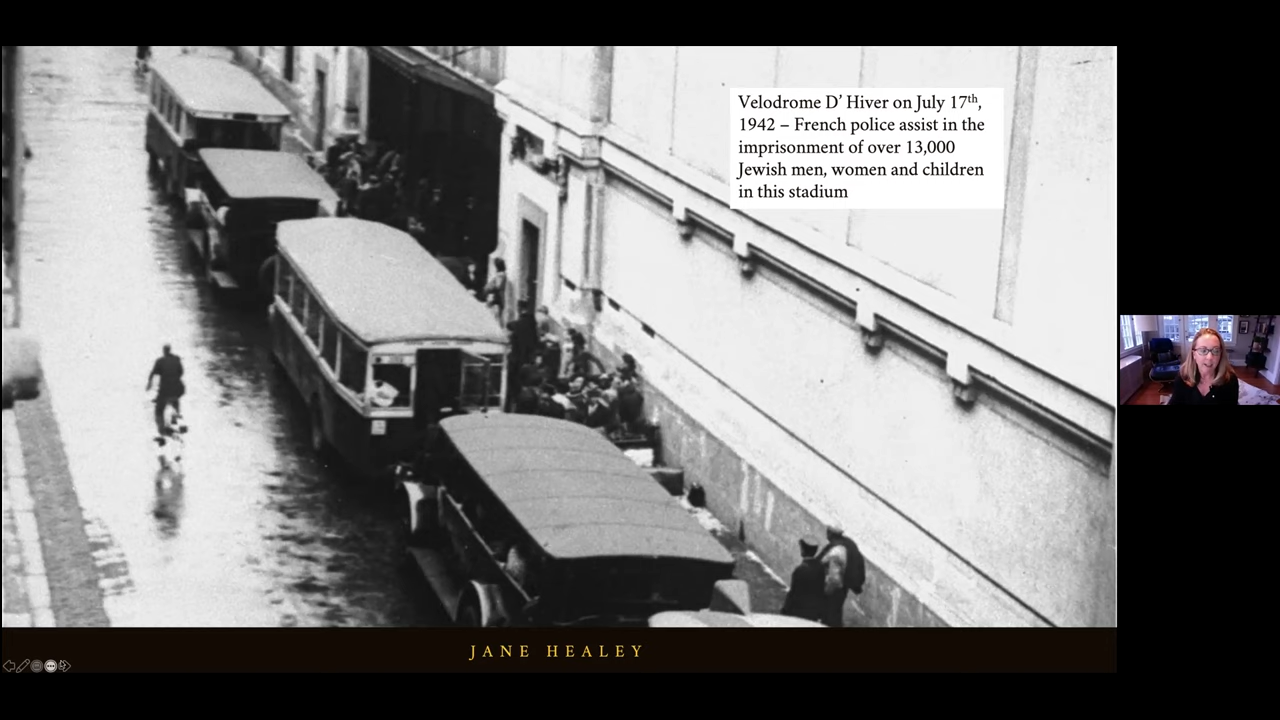 Velodrome D’ Hiver on July 17th,
1942 – French police assist in the
imprisonment of over 13,000
Jewish men, women and children
in this stadium
JANE HEALEY